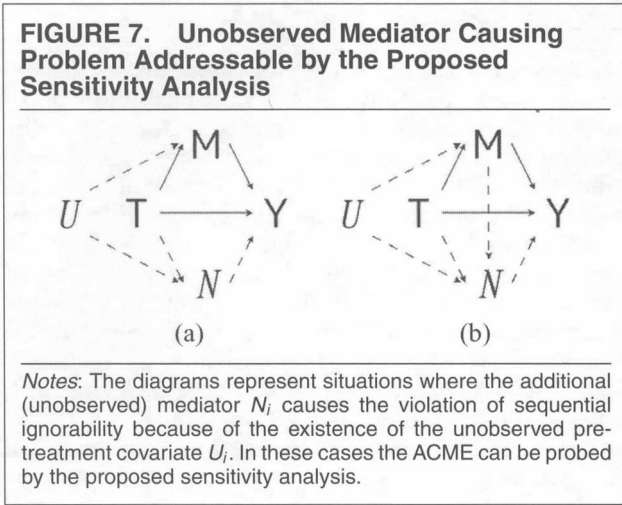 FIGURE 7. Unobserved Mediator Causing
Problem Addressable by the Proposed
Sensitivity Analysis
M M
U T Y U T Y
N N
(a) (b)
Notes: The diagrams represent situations where the additional
(unobserved) mediator Ni causes the violation of sequential
ignorability because of the existence of the unobserved pre-
treatment covariate Ui. In these cases the ACME can be probed
by the proposed sensitivity analysis.